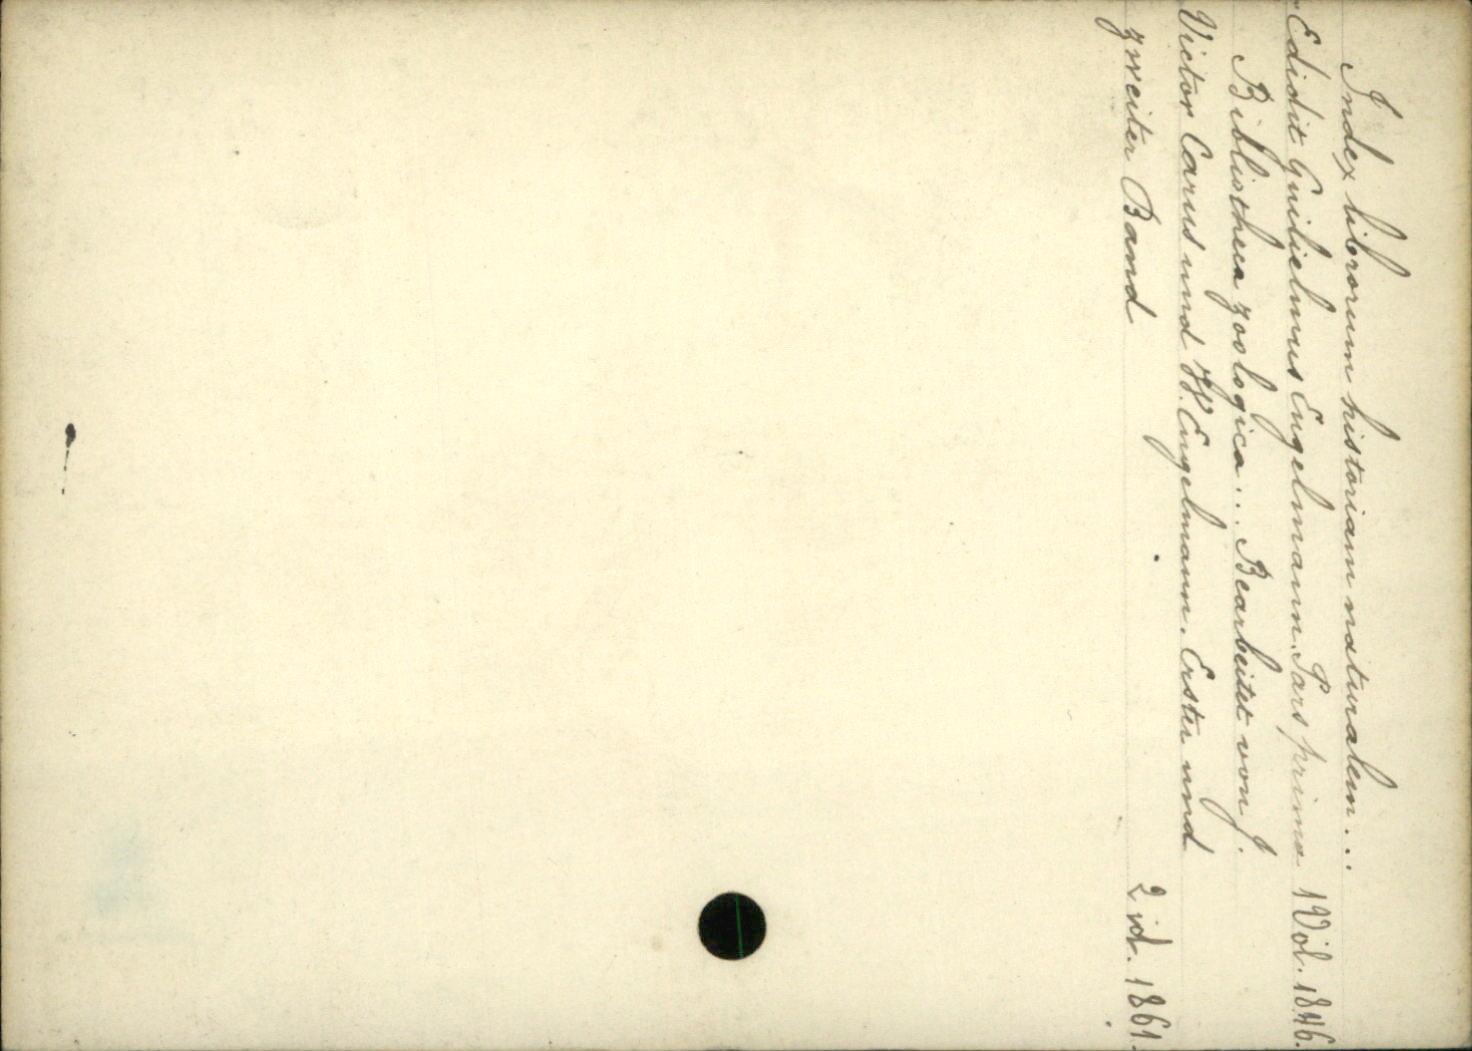 Index librorum historiam naturalem...
Edidit Guilielmus Engelmann. Pars prima 1 Vol. 1846.
Bibliotheca zoologica... Bearbeitet von J.
Victor Carus und W. Engelmann. Erster und
zweiter Band 2 id. 1861.